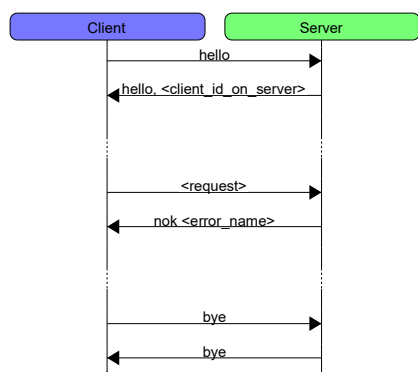 Client
Server
hello
hello, <client_id_on_server>
<request>
nok <error_name>
bye
bye